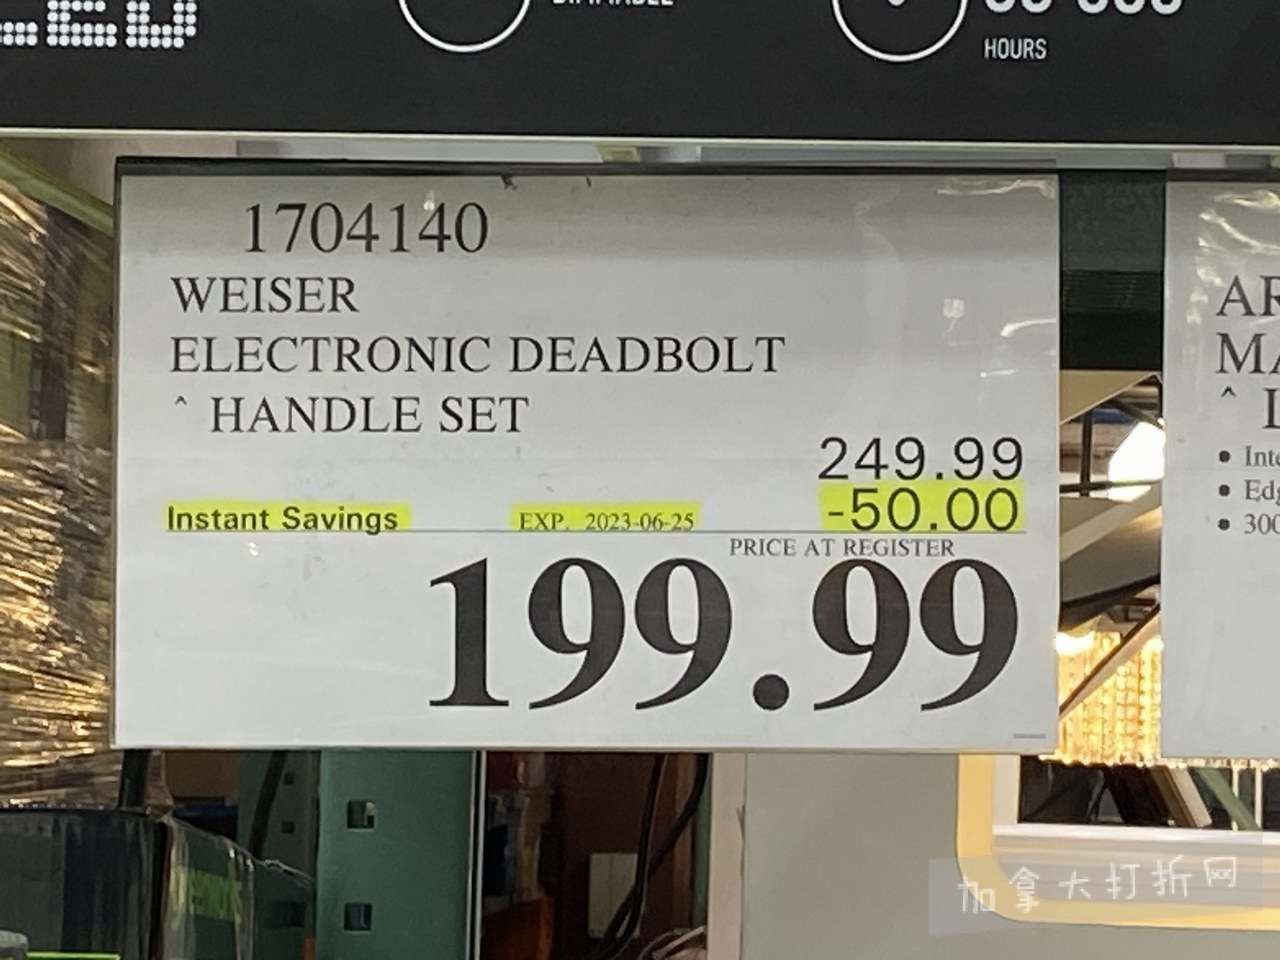 LED
HOURS
1704140
WEISER
ELECTRONIC DEADBOLT
^ HANDLE SET
249.99
Instant Savings EXP. 2023-06-25 -50.00
PRICE AT REGISTER
199.99
AR
MA
^
• Inte
• Edg
• 300
加拿大打折网